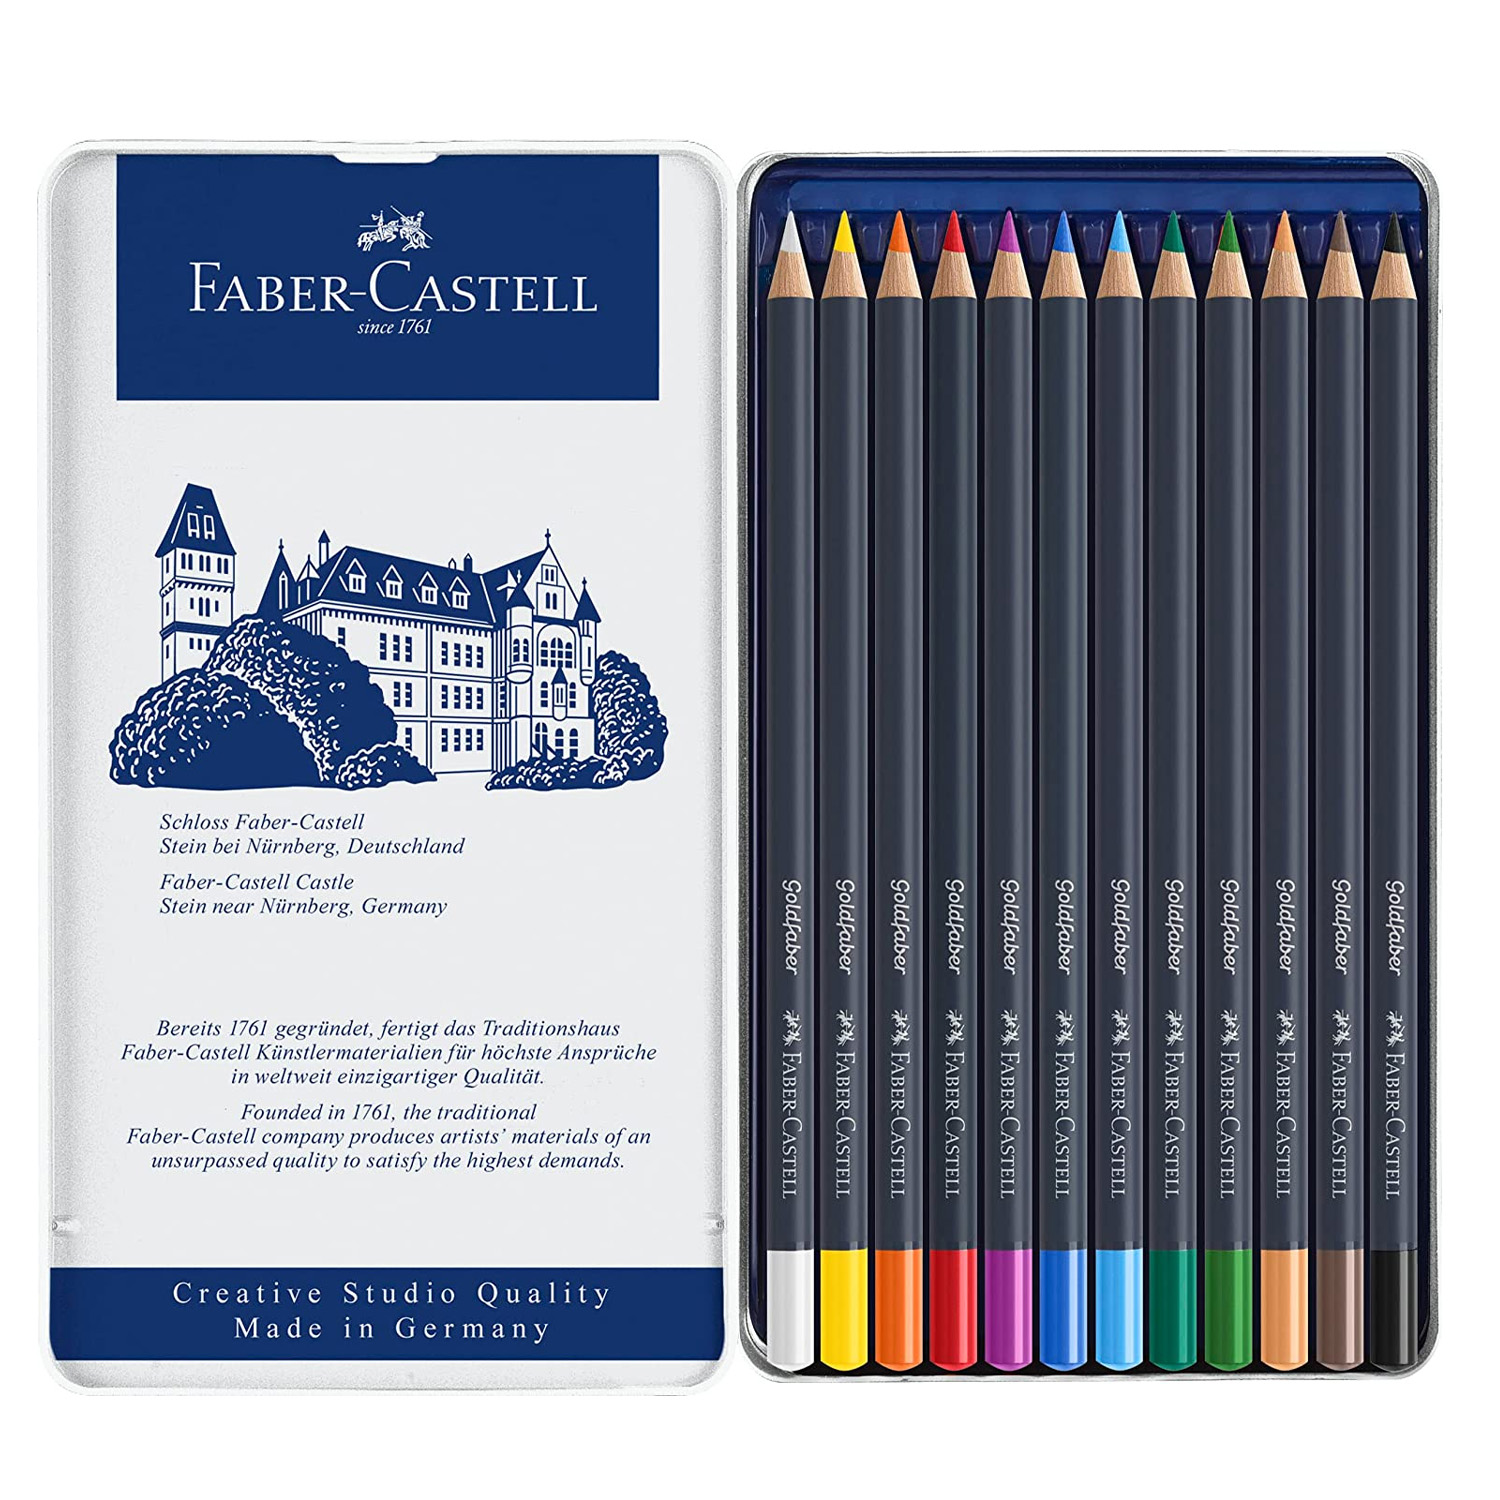 FABER-CASTELL
since 1761
Schloss Faber-Castell
Stein bei Nürnberg, Deutschland
Faber-Castell Castle
Stein near Nürnberg, Germany
Bereits 1761 gegründet, fertigt das Traditionshaus
Faber-Castell Künstlermaterialien für höchste Ansprüche
in weltweit einzigartiger Qualität.
Founded in 1761, the traditional
Faber-Castell company produces artists' materials of an
unsurpassed quality to satisfy the highest demands.
Creative Studio Quality
Made in Germany
Goldfaber FABER-CASTELL
Goldfaber FABER-CASTELL
Goldfaber FABER-CASTELL
Goldfaber FABER-CASTELL
Goldfaber FABER-CASTELL
Goldfaber FABER-CASTELL
Goldfaber FABER-CASTELL
Goldfaber FABER-CASTELL
Goldfaber FABER-CASTELL
Goldfaber FABER-CASTELL
Goldfaber FABER-CASTELL
Goldfaber FABER-CASTELL